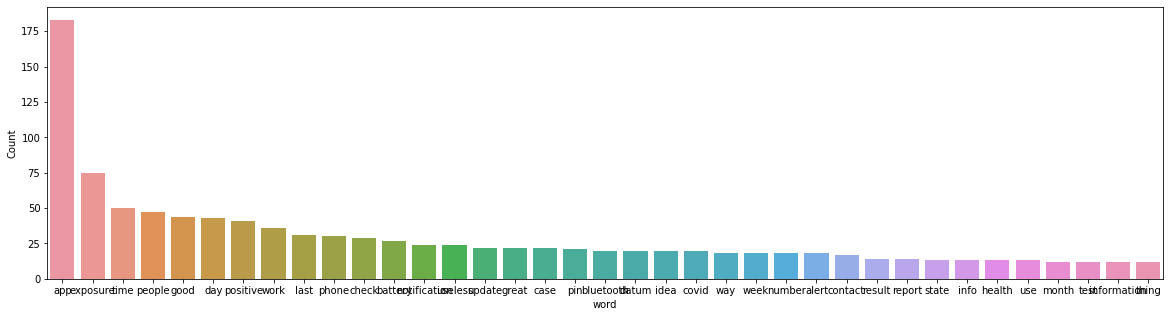 175
150
125
100
75
50
25
0
Count
app exposure time people good day positive work last phone check battery notification useless update great case pin bluetooth datum idea covid way week number alert contact result report state info health use month test information thing
word